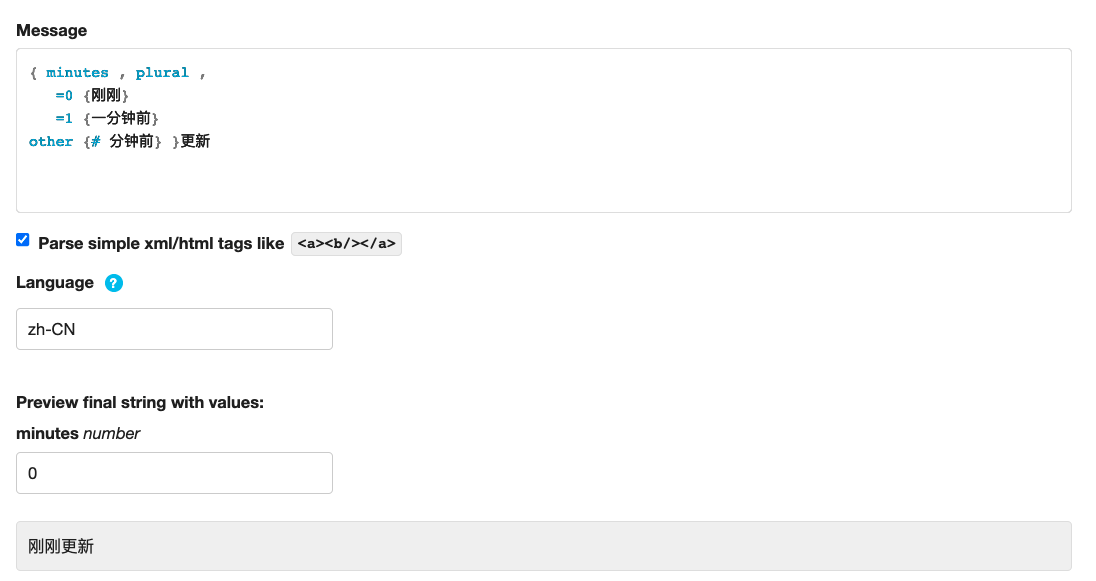 Message
{ minutes , plural ,
=0 {刚刚}
=1 {一分钟前}
other {# 分钟前} }更新
Parse simple xml/html tags like <a><b/></a>
Language ?
zh-CN
Preview final string with values:
minutes number
0
刚刚更新